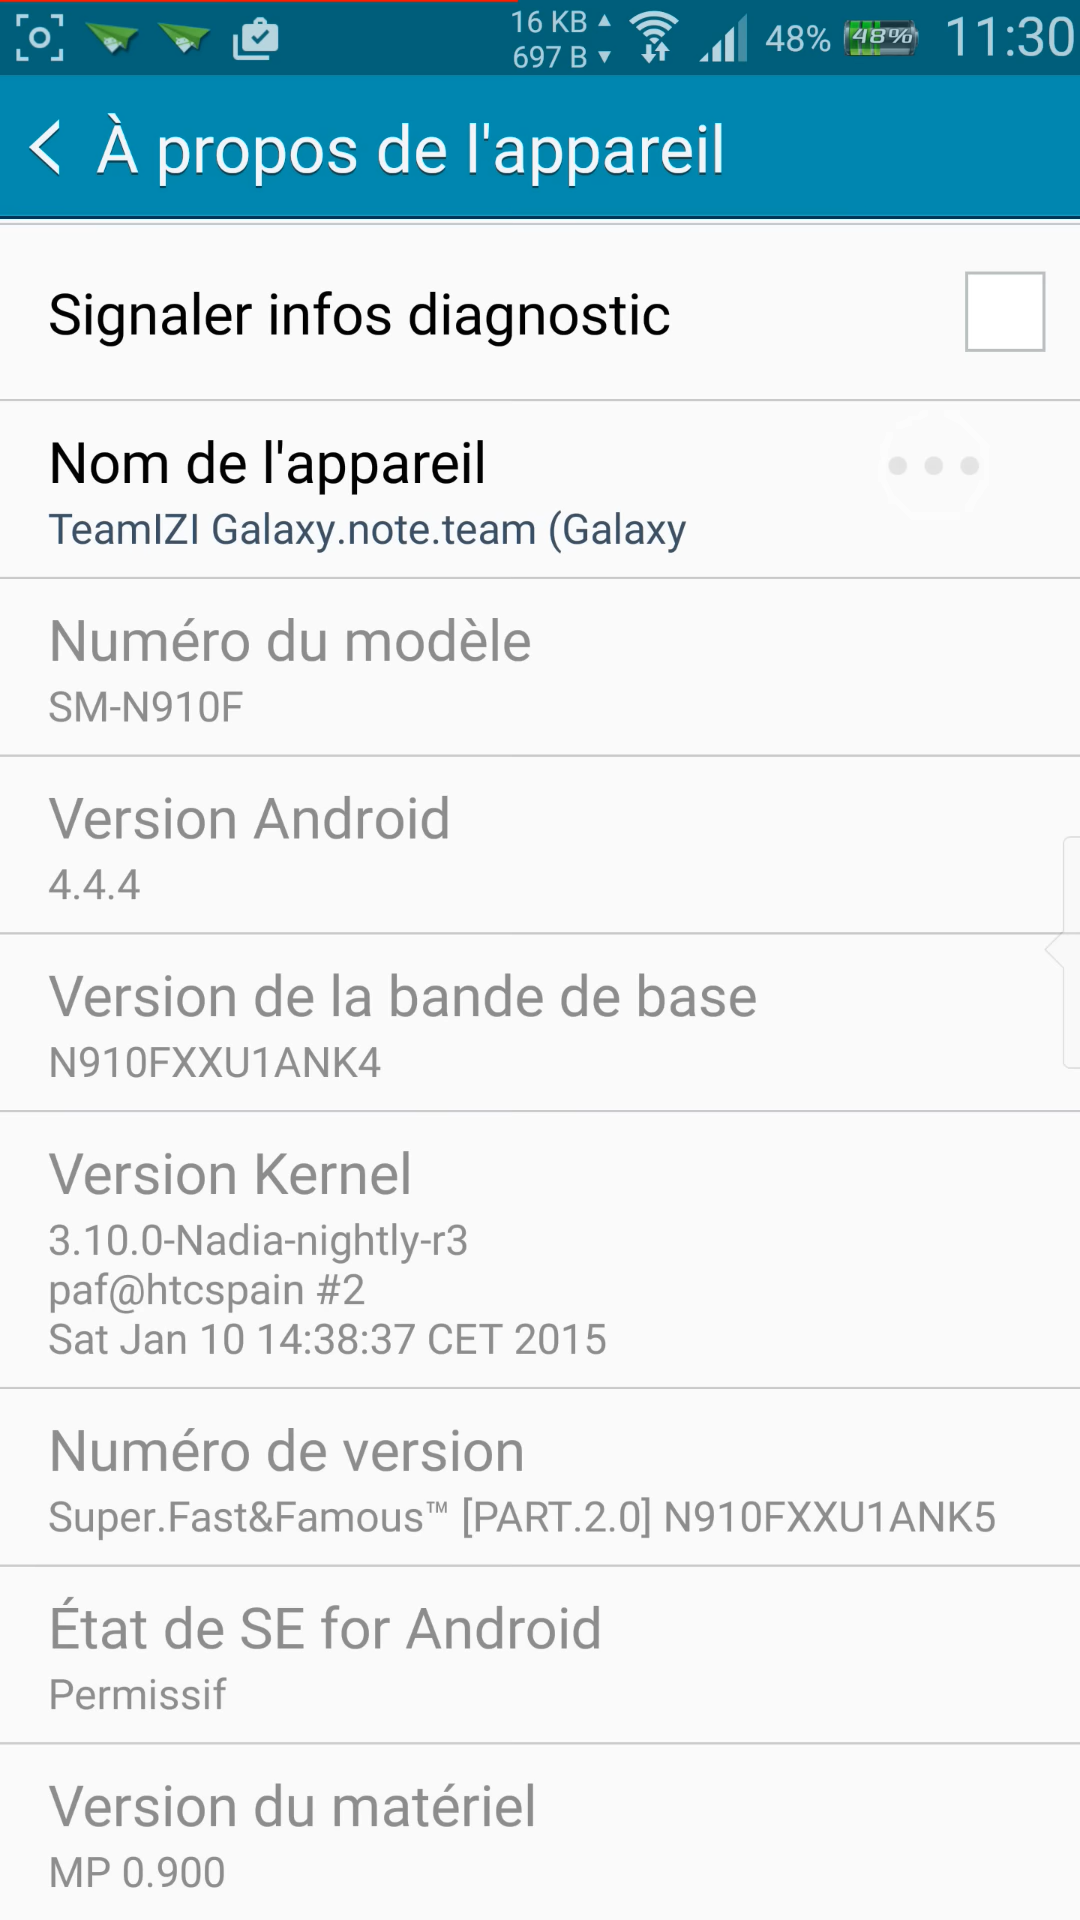 16 KB ▲
697 B ▼
48%
48%
11:30
À propos de l'appareil
Signaler infos diagnostic
Nom de l'appareil
TeamIZI Galaxy.note.team (Galaxy
Numéro du modèle
SM-N910F
Version Android
4.4.4
Version de la bande de base
N910FXXU1ANK4
Version Kernel
3.10.0-Nadia-nightly-r3
paf@htcspain #2
Sat Jan 10 14:38:37 CET 2015
Numéro de version
Super.Fast&Famous™ [PART.2.0] N910FXXU1ANK5
État de SE for Android
Permissif
Version du matériel
MP 0.900